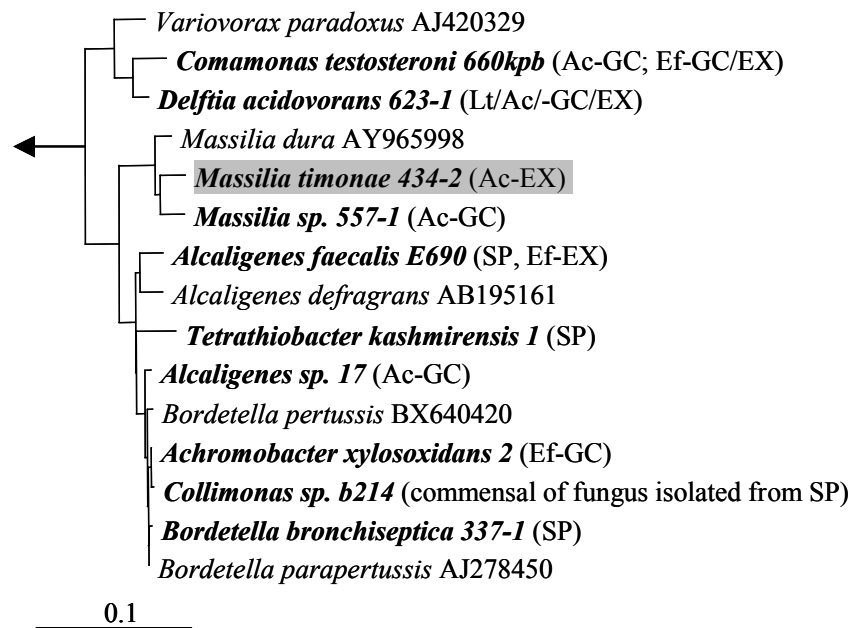 Variovorax paradoxus AJ420329
Comamonas testosteroni 660kpb (Ac-GC; Ef-GC/EX)
Delftia acidovorans 623-1 (Lt/Ac/-GC/EX)
Massilia dura AY965998
Massilia timonae 434-2 (Ac-EX)
Massilia sp. 557-1 (Ac-GC)
Alcaligenes faecalis E690 (SP, Ef-EX)
Alcaligenes defragrans AB195161
Tetrathiobacter kashmirensis 1 (SP)
Alcaligenes sp. 17 (Ac-GC)
Bordetella pertussis BX640420
Achromobacter xylosoxidans 2 (Ef-GC)
Collimonas sp. b214 (commensal of fungus isolated from SP)
Bordetella bronchiseptica 337-1 (SP)
Bordetella parapertussis AJ278450
0.1